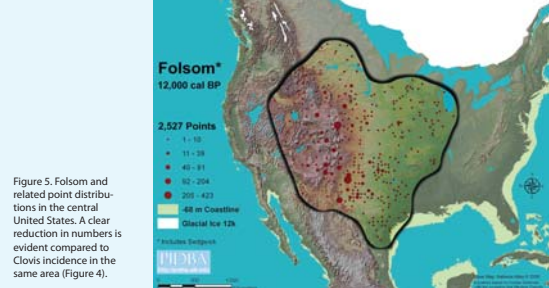 Folsom*
12,000 cal BP
2,527 Points
1 - 10
11 - 39
40 - 91
92 - 204
205 - 423
-68 m Coastline
Glacial Ice 12k
PIDBA
Figure 5. Folsom and
related point distribu-
tions in the central
United States. A clear
reduction in numbers is
evident compared to
Clovis incidence in the
same area (Figure 4).